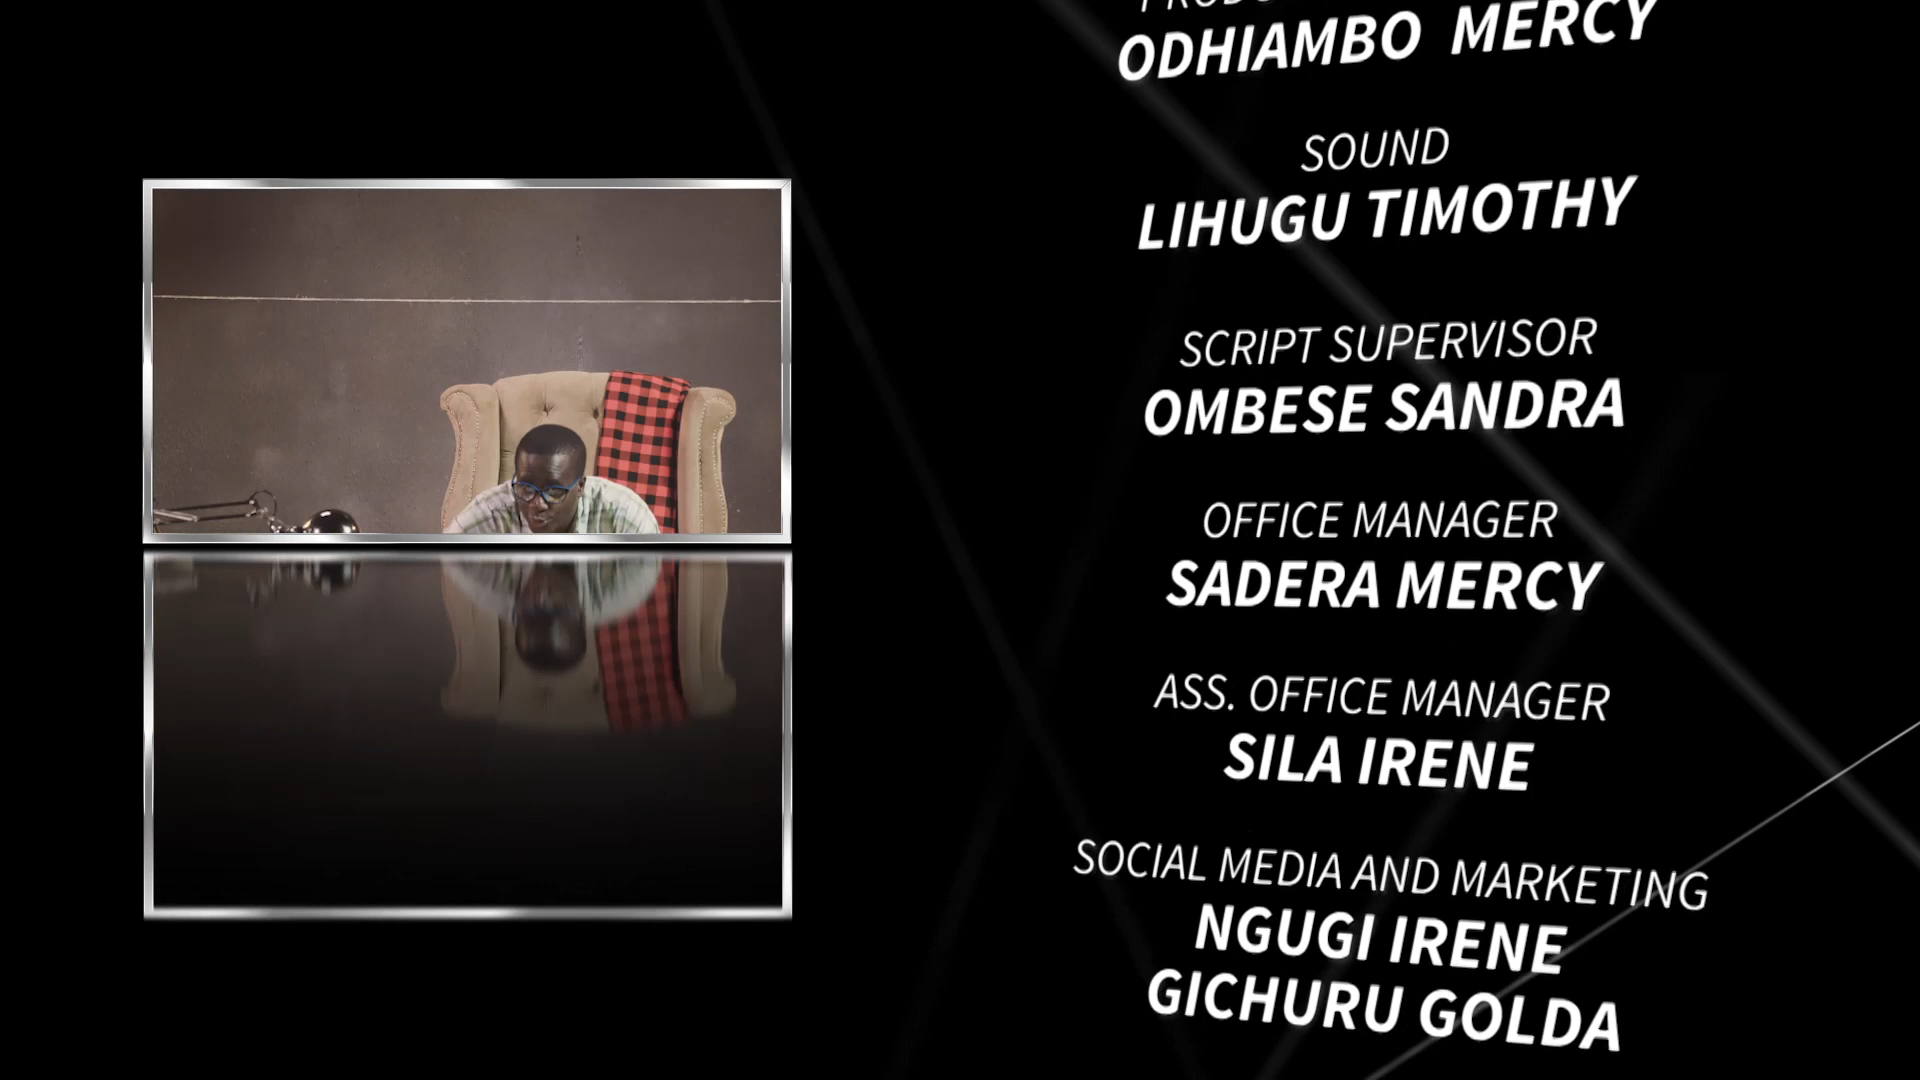 ODHIAMBO MERCY
SOUND
LIHUGU TIMOTHY
SCRIPT SUPERVISOR
OMBESE SANDRA
OFFICE MANAGER
SADERA MERCY
ASS. OFFICE MANAGER
SILA IRENE
SOCIAL MEDIA AND MARKETING
NGUGI IRENE
GICHURU GOLDA